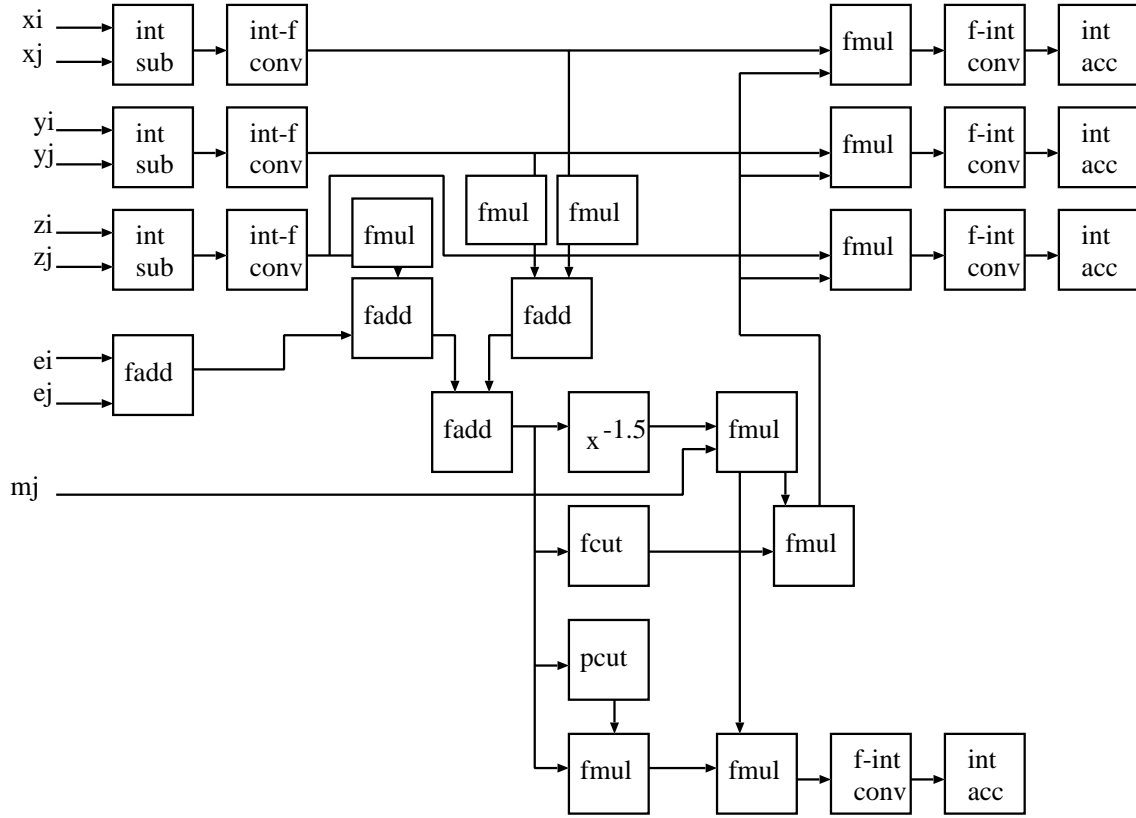 xi
xj
int
sub
int-f
conv
fmul
f-int
conv
int
acc
yi
yj
int
sub
int-f
conv
fmul
f-int
conv
int
acc
fmul
fmul
zi
zj
int
sub
int-f
conv
fmul
fmul
f-int
conv
int
acc
fadd
fadd
ei
ej
fadd
fadd
x -1.5
fmul
mj
fcut
fmul
pcut
fmul
fmul
f-int
conv
int
acc